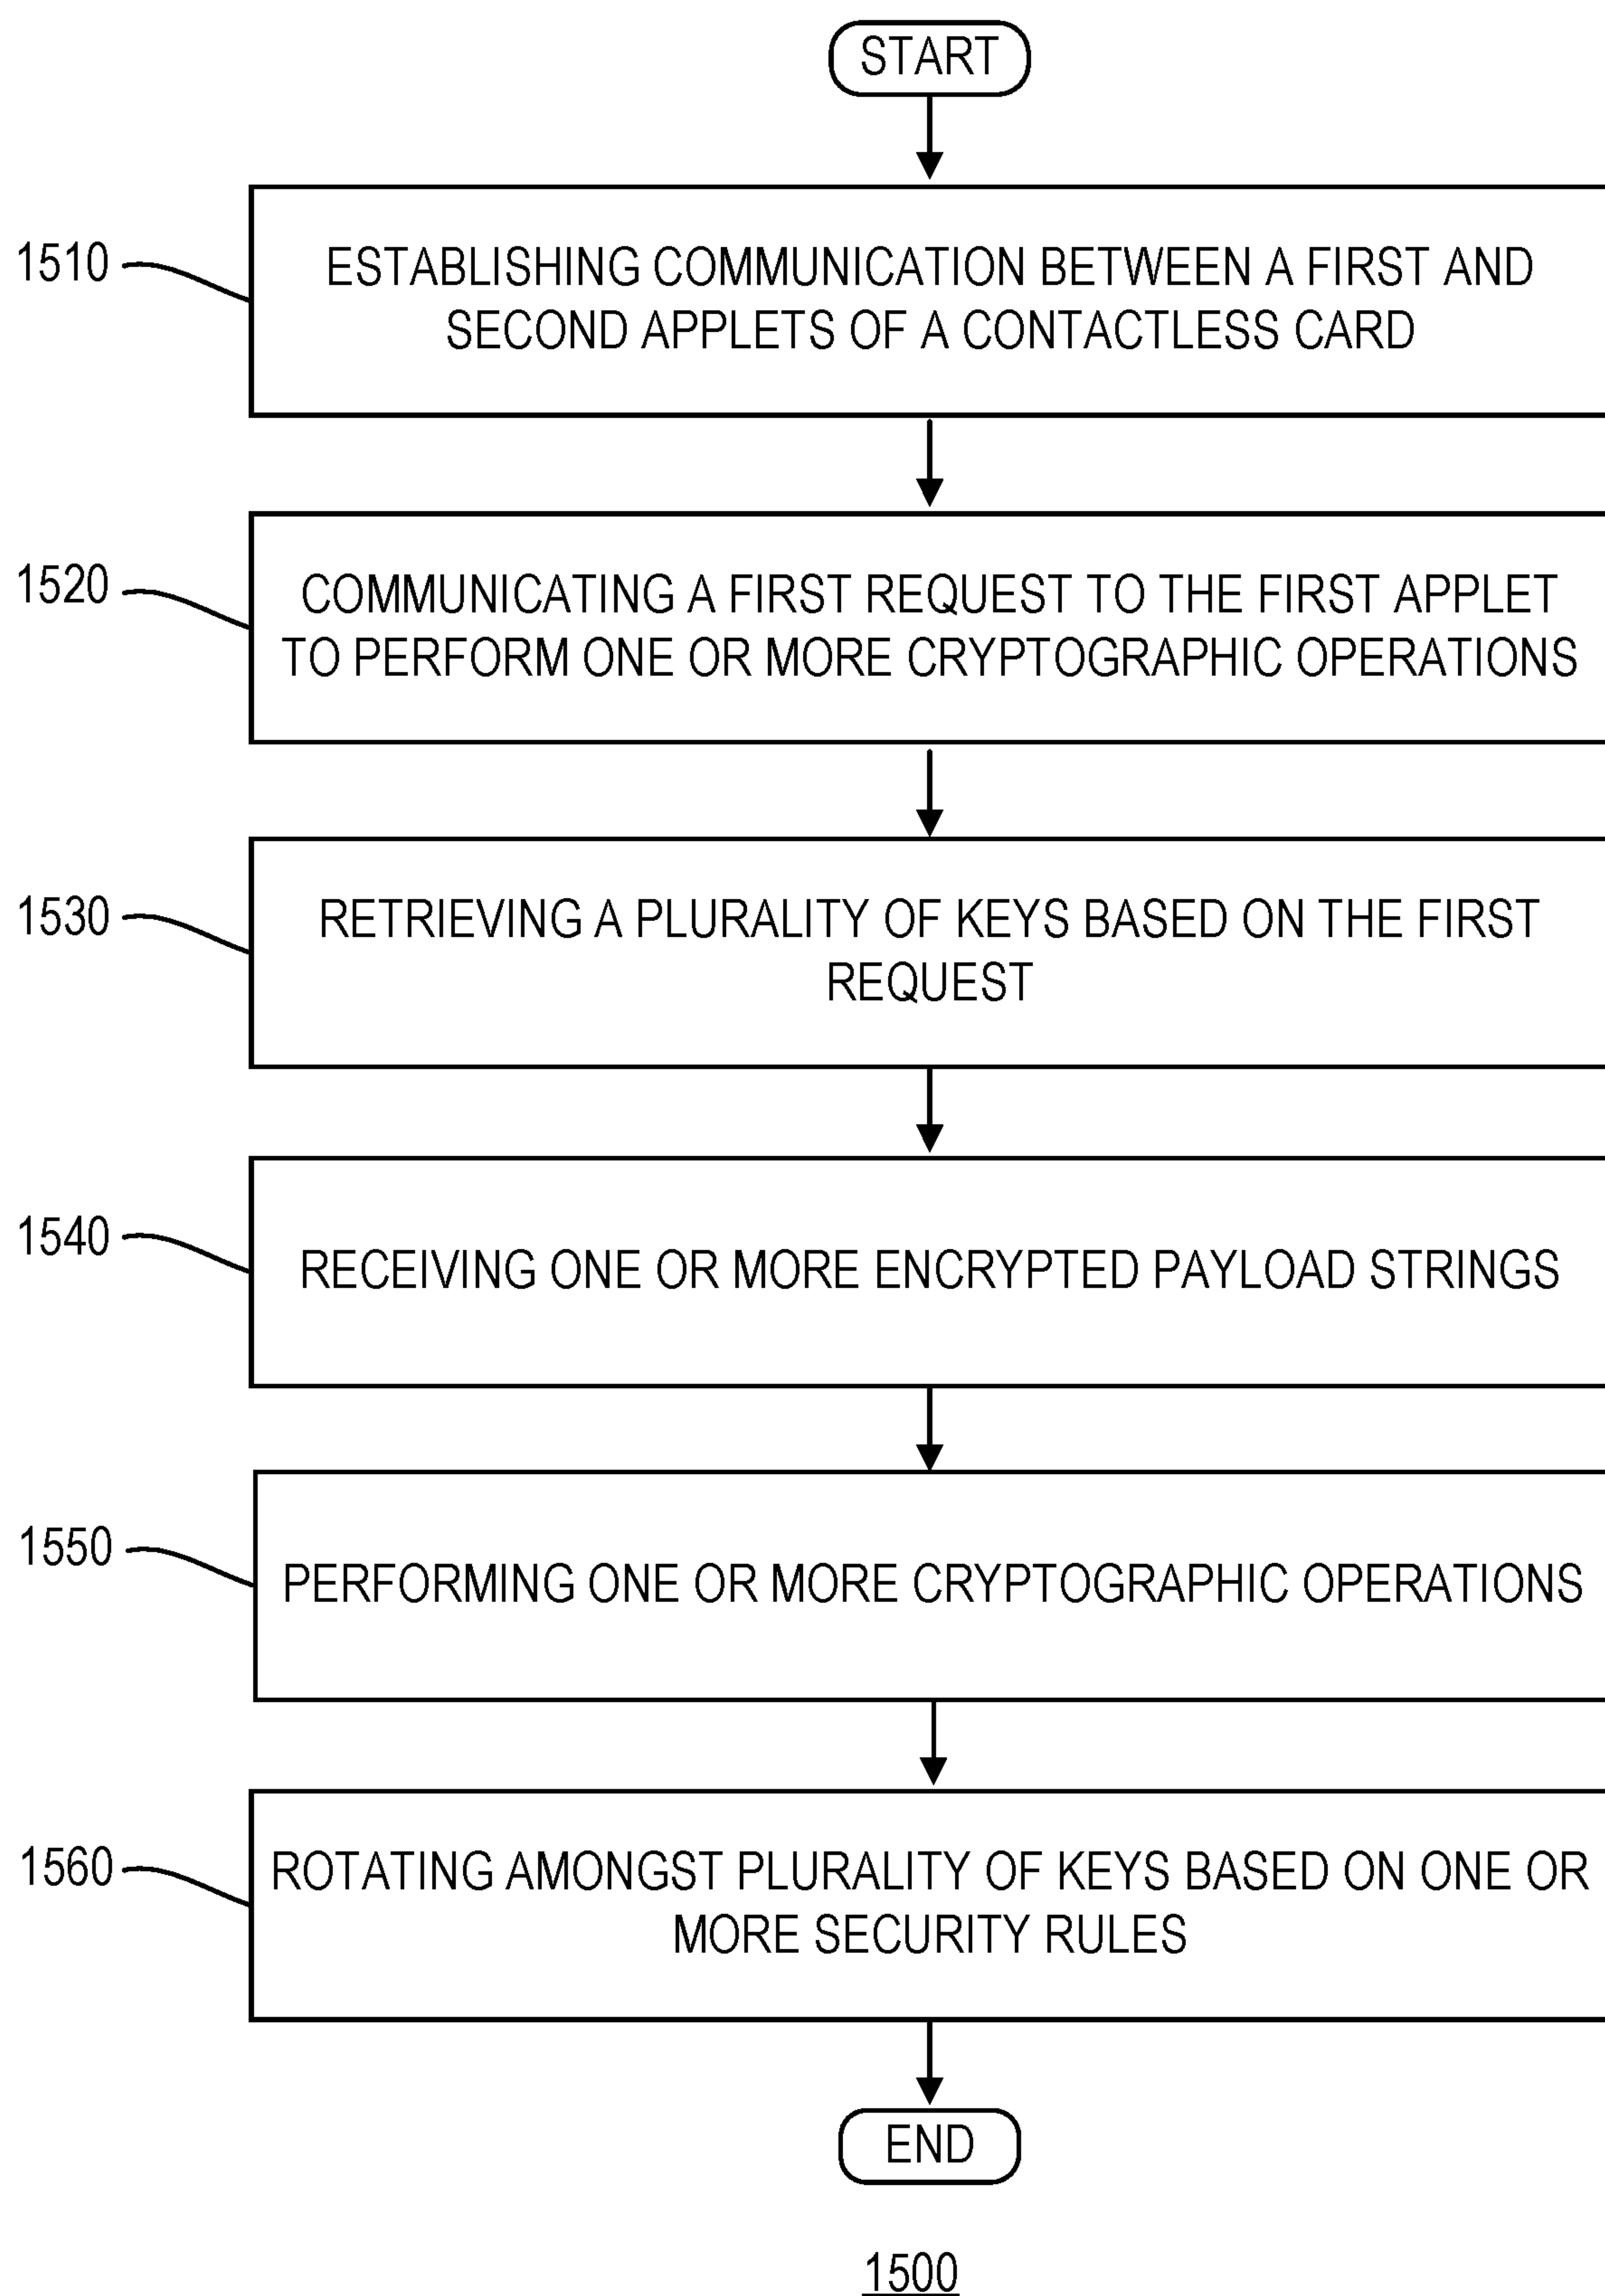 START
1510
ESTABLISHING COMMUNICATION BETWEEN A FIRST AND
SECOND APPLETS OF A CONTACTLESS CARD
1520
COMMUNICATING A FIRST REQUEST TO THE FIRST APPLET
TO PERFORM ONE OR MORE CRYPTOGRAPHIC OPERATIONS
1530
RETRIEVING A PLURALITY OF KEYS BASED ON THE FIRST
REQUEST
1540
RECEIVING ONE OR MORE ENCRYPTED PAYLOAD STRINGS
1550
PERFORMING ONE OR MORE CRYPTOGRAPHIC OPERATIONS
1560
ROTATING AMONGST PLURALITY OF KEYS BASED ON ONE OR
MORE SECURITY RULES
END
1500